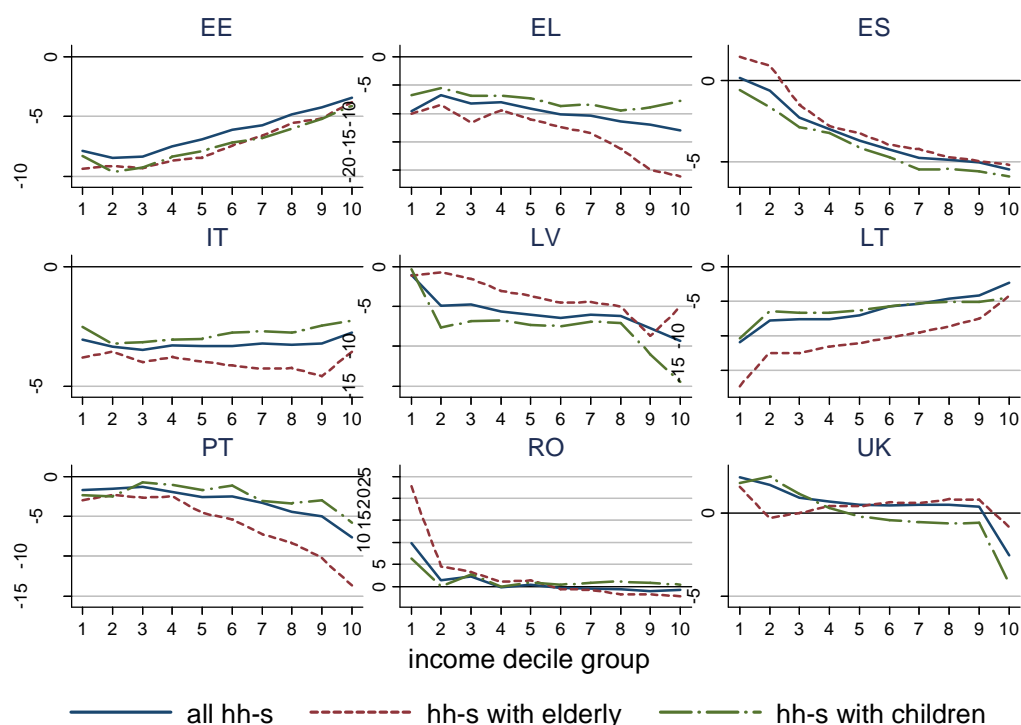 EE EL ES
0 -5 -10
0 -5 -10 -15 -20
0 -5
1 2 3 4 5 6 7 8 9 10
1 2 3 4 5 6 7 8 9 10
1 2 3 4 5 6 7 8 9 10
IT LV LT
0 -5
0 -5 -10 -15
0 -5 -10 -15
1 2 3 4 5 6 7 8 9 10
1 2 3 4 5 6 7 8 9 10
1 2 3 4 5 6 7 8 9 10
PT RO UK
0 -5 -10 -15
25 20 15 10 5 0
0 -5
1 2 3 4 5 6 7 8 9 10
1 2 3 4 5 6 7 8 9 10
1 2 3 4 5 6 7 8 9 10
income decile group
all hh-s hh-s with elderly hh-s with children